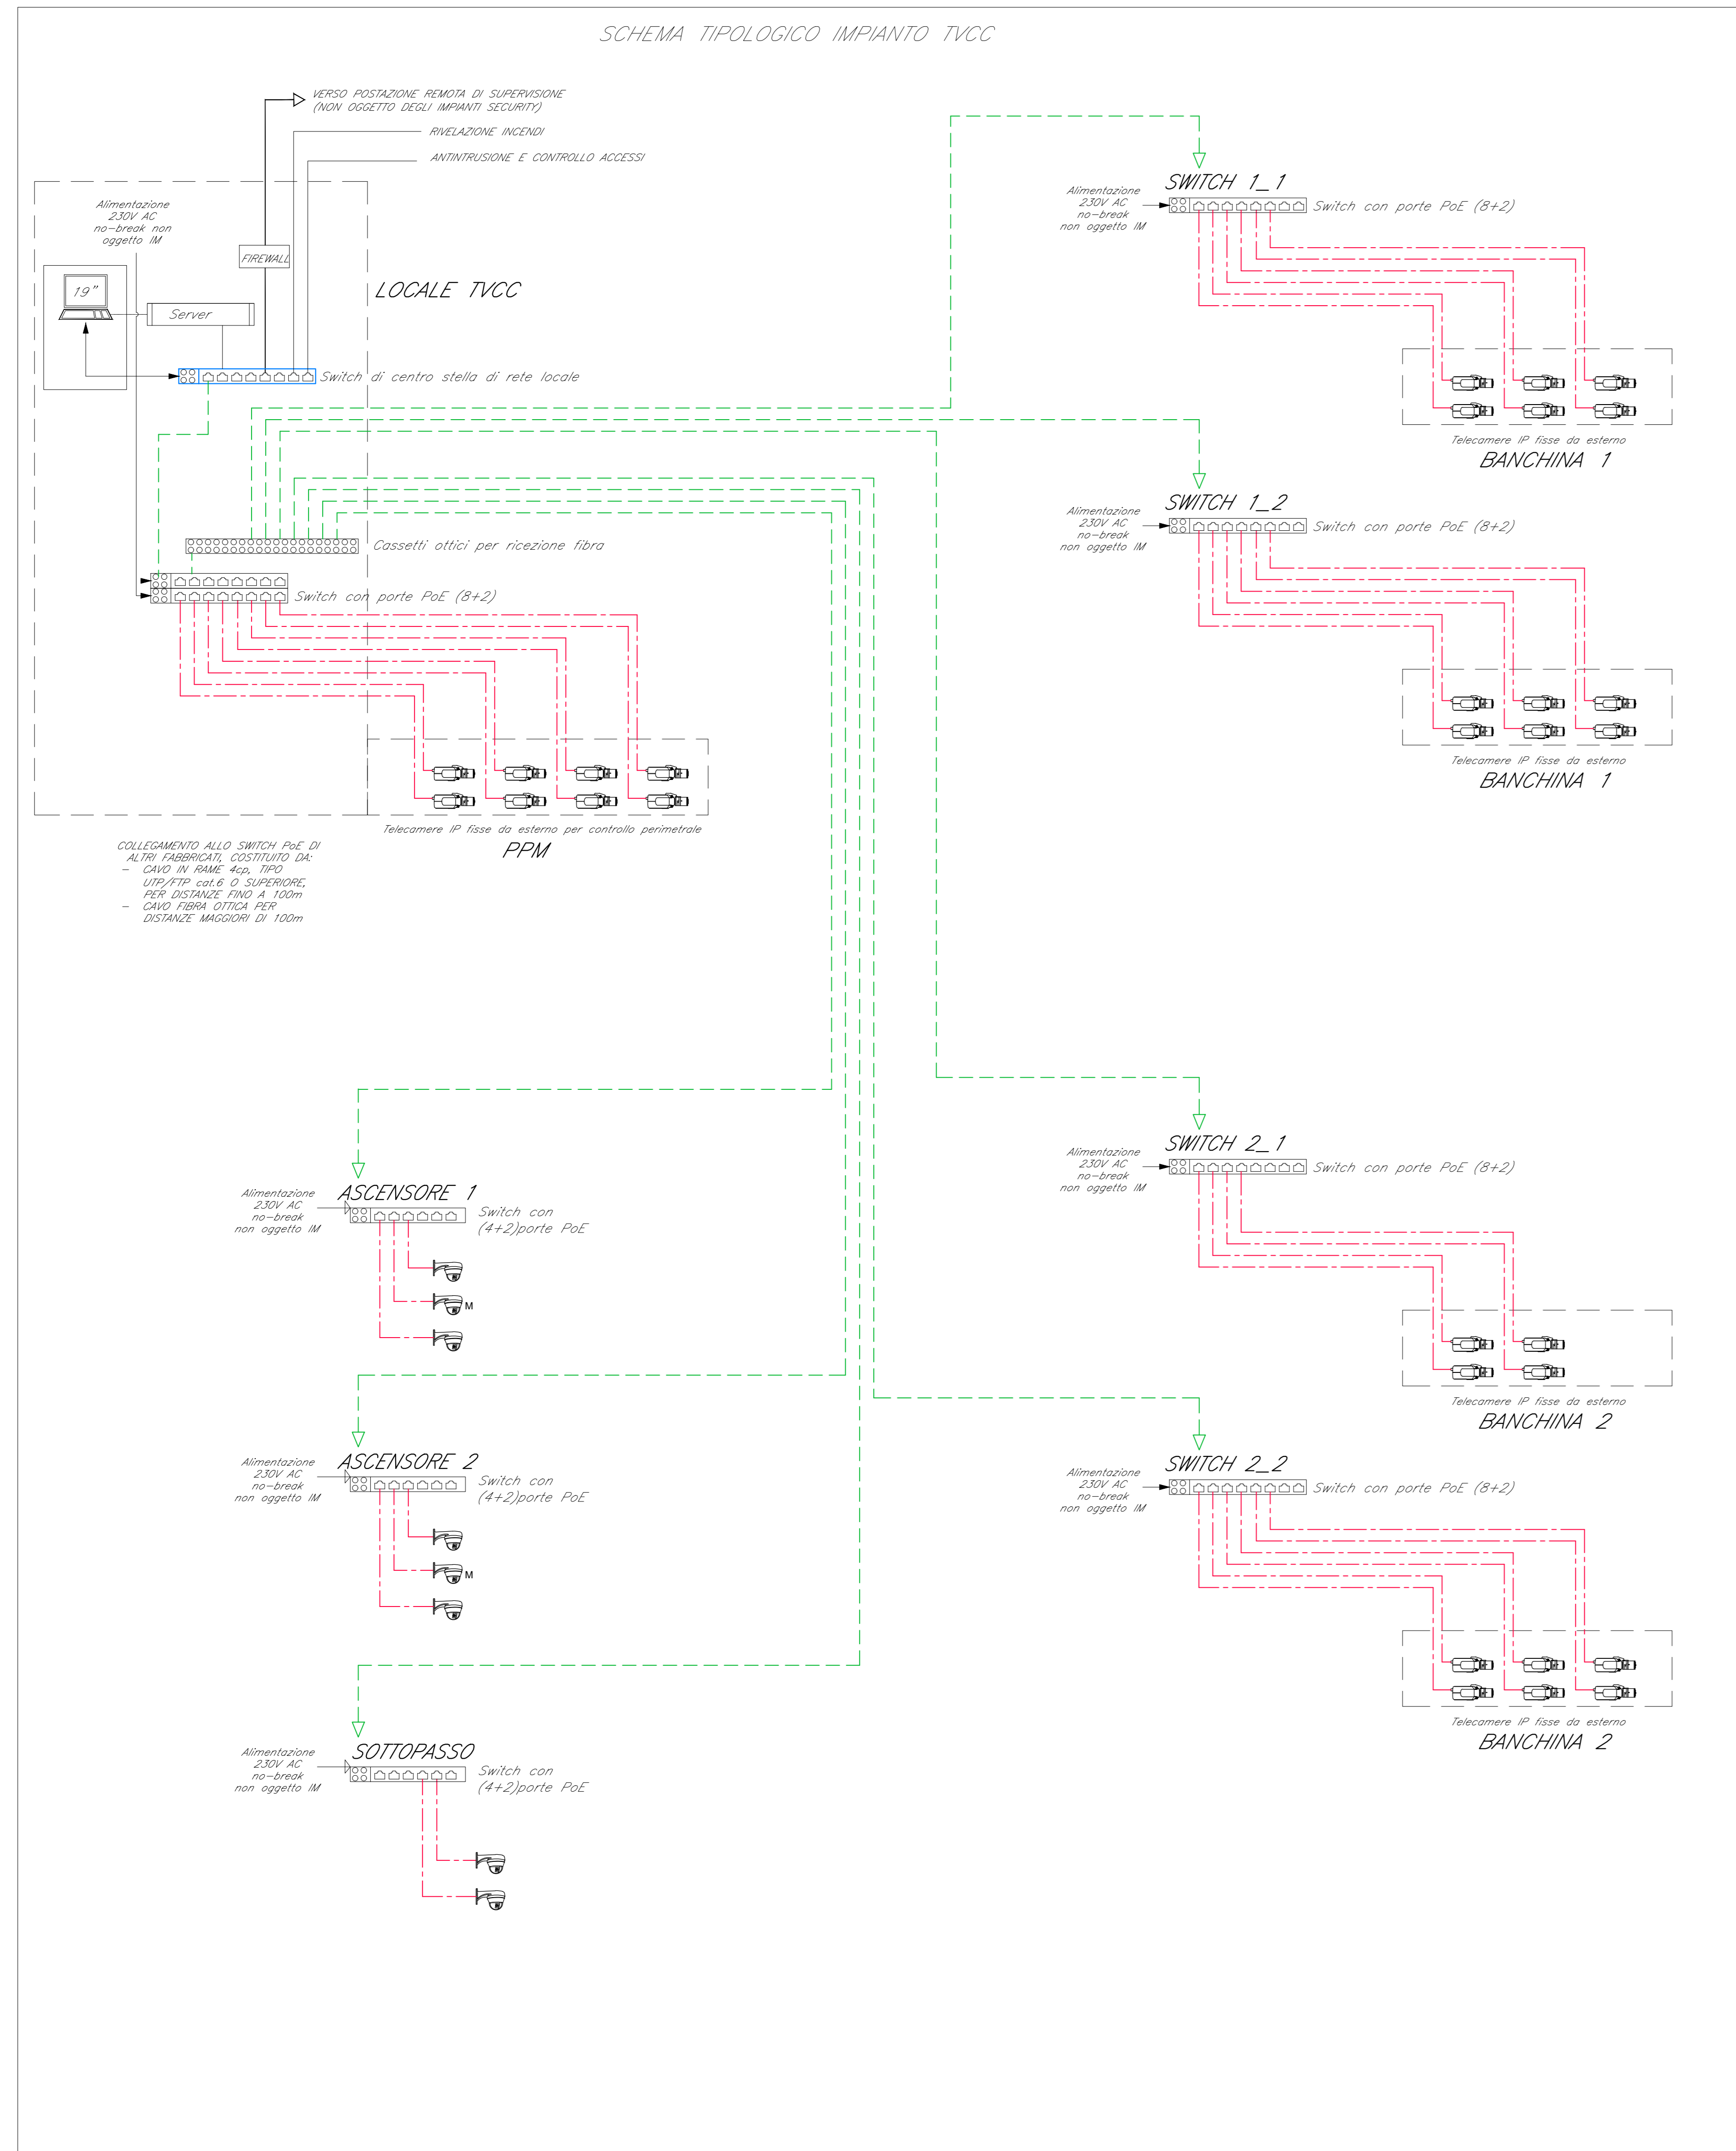 SCHEMA TIPOLOGICO IMPIANTO TVCC
VERSO POSTAZIONE REMOTA DI SUPERVISIONE
(NON OGGETTO DEGLI IMPIANTI SECURITY)
RIVELAZIONE INCENDI
ANTINTRUSIONE E CONTROLLO ACCESSI
Alimentazione
230V AC
no-break non
oggetto IM
FIREWALL
LOCALE TVCC
19"
Server
Switch di centro stella di rete locale
Cassetti ottici per ricezione fibra
Switch con porte PoE (8+2)
Telecamere IP fisse da esterno per controllo perimetrale
PPM
COLLEGAMENTO ALLO SWITCH PoE DI
ALTRI FABBRICATI, COSTITUITO DA:
- CAVO IN RAME 4cp, TIPO
UTP/FTP cat.6 O SUPERIORE,
PER DISTANZE FINO A 100m
- CAVO FIBRA OTTICA PER
DISTANZE MAGGIORI DI 100m
SWITCH 1_1
Alimentazione
230V AC
no-break
non oggetto IM
Switch con porte PoE (8+2)
Telecamere IP fisse da esterno
BANCHINA 1
SWITCH 1_2
Alimentazione
230V AC
no-break
non oggetto IM
Switch con porte PoE (8+2)
Telecamere IP fisse da esterno
BANCHINA 1
ASCENSORE 1
Alimentazione
230V AC
no-break
non oggetto IM
Switch con
(4+2)porte PoE
M
ASCENSORE 2
Alimentazione
230V AC
no-break
non oggetto IM
Switch con
(4+2)porte PoE
M
SOTTOPASSO
Alimentazione
230V AC
no-break
non oggetto IM
Switch con
(4+2)porte PoE
SWITCH 2_1
Alimentazione
230V AC
no-break
non oggetto IM
Switch con porte PoE (8+2)
Telecamere IP fisse da esterno
BANCHINA 2
SWITCH 2_2
Alimentazione
230V AC
no-break
non oggetto IM
Switch con porte PoE (8+2)
Telecamere IP fisse da esterno
BANCHINA 2